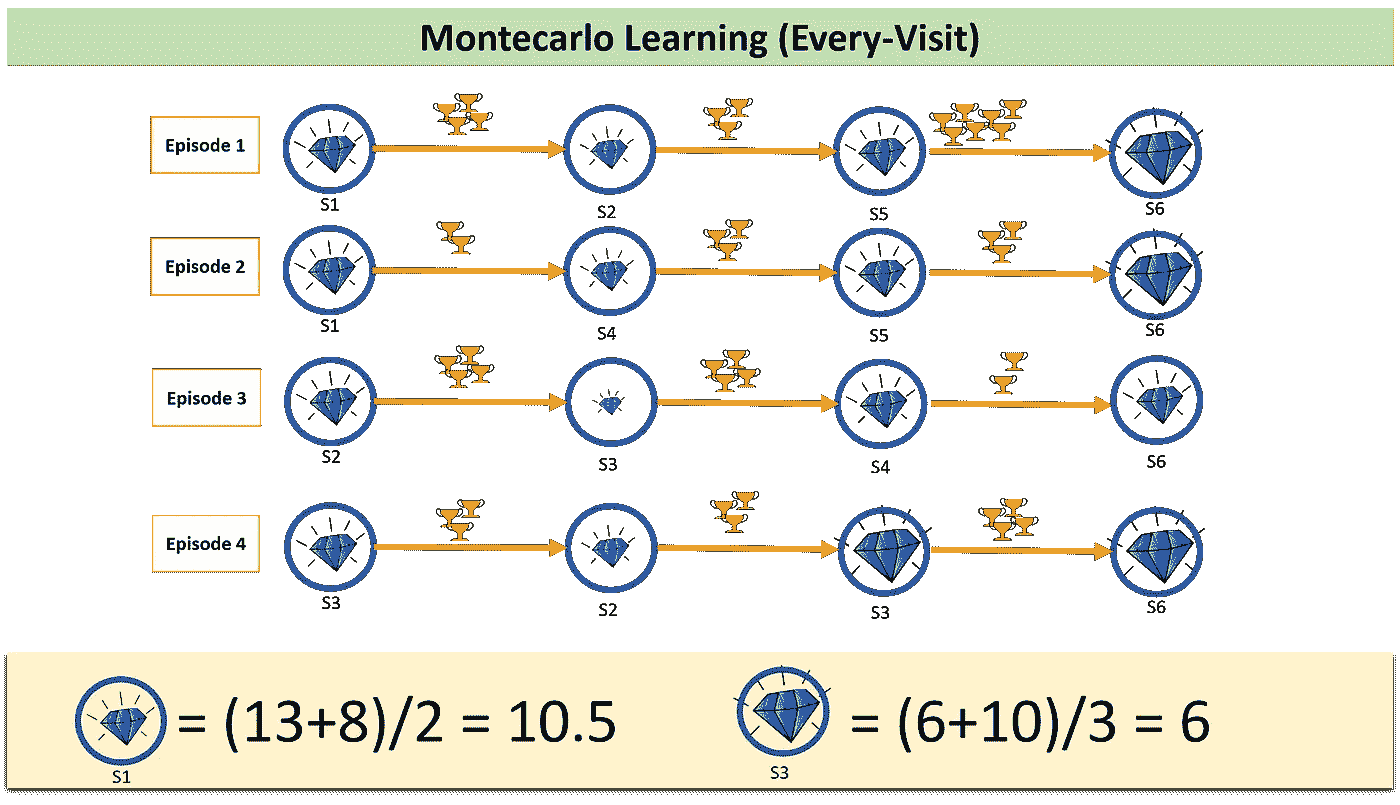 Montecarlo Learning (Every-Visit)
Episode 1
S1
S2
S5
S6
Episode 2
S1
S4
S5
S6
Episode 3
S2
S3
S4
S6
Episode 4
S3
S2
S3
S6
= (13+8)/2 = 10.5
S1
= (6+10)/3 = 6
S3